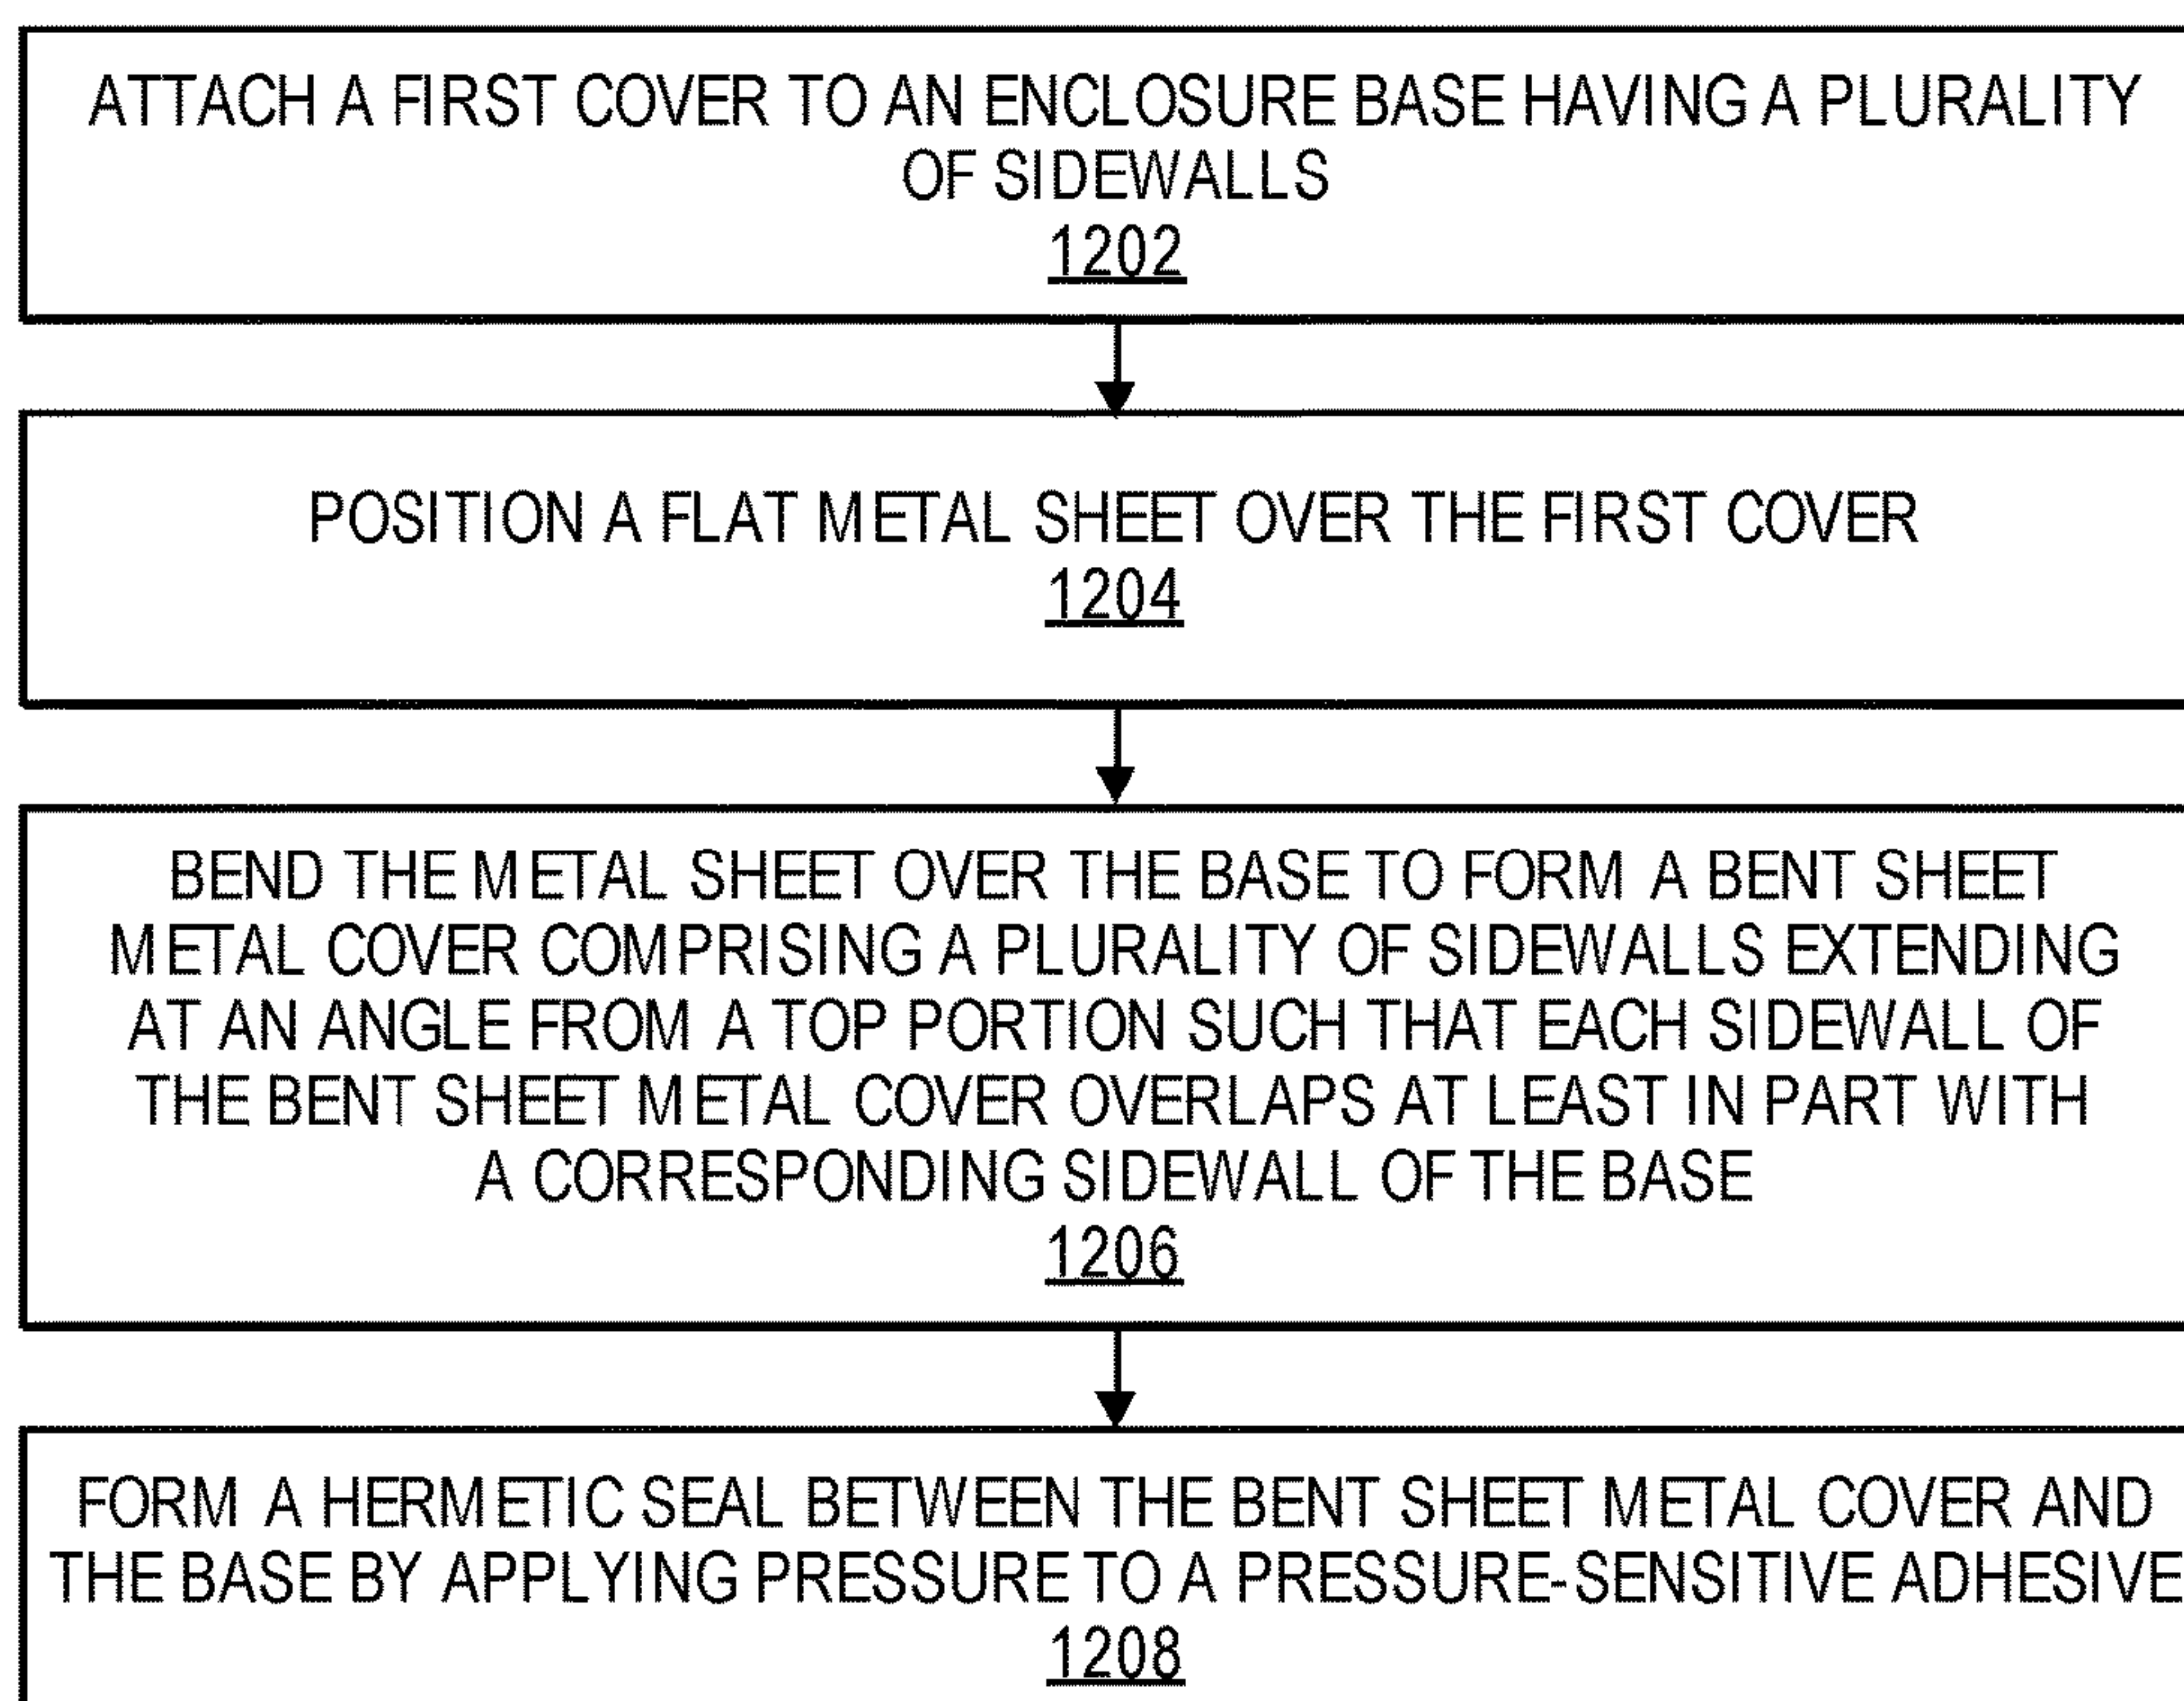 ATTACH A FIRST COVER TO AN ENCLOSURE BASE HAVING A PLURALITY
OF SIDEWALLS
1202
POSITION A FLAT METAL SHEET OVER THE FIRST COVER
1204
BEND THE METAL SHEET OVER THE BASE TO FORM A BENT SHEET
METAL COVER COMPRISING A PLURALITY OF SIDEWALLS EXTENDING
AT AN ANGLE FROM A TOP PORTION SUCH THAT EACH SIDEWALL OF
THE BENT SHEET METAL COVER OVERLAPS AT LEAST IN PART WITH
A CORRESPONDING SIDEWALL OF THE BASE
1206
FORM A HERMETIC SEAL BETWEEN THE BENT SHEET METAL COVER AND
THE BASE BY APPLYING PRESSURE TO A PRESSURE-SENSITIVE ADHESIVE
1208